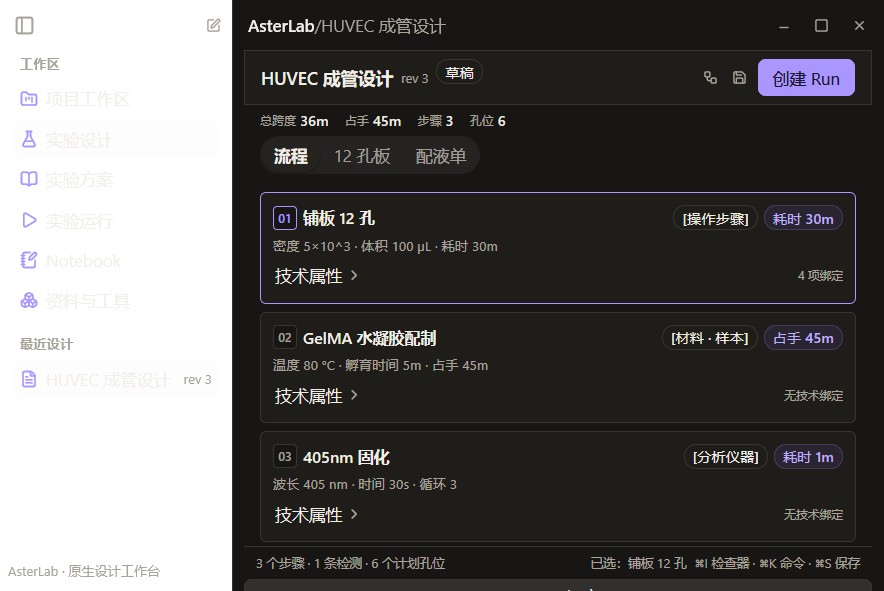 AsterLab/HUVEC 成管设计
工作区
项目工作区
实验设计
实验方案
实验运行
Notebook
资料与工具
最近设计
HUVEC 成管设计 rev 3
AsterLab · 原生设计工作台
HUVEC 成管设计 rev 3 草稿
创建 Run
总跨度 36m 占手 45m 步骤 3 孔位 6
流程 12 孔板 配液单
01 铺板 12 孔 [操作步骤] 耗时 30m
密度 5×10^3 · 体积 100 µL · 耗时 30m
技术属性 4 项绑定
02 GelMA 水凝胶配制 [材料 · 样本] 占手 45m
温度 80 °C · 孵育时间 5m · 占手 45m
技术属性 无技术绑定
03 405nm 固化 [分析仪器] 耗时 1m
波长 405 nm · 时间 30s · 循环 3
技术属性 无技术绑定
3 个步骤 · 1 条检测 · 6 个计划孔位 已选：铺板 12 孔 ⌘I 检查器 · ⌘K 命令 · ⌘S 保存